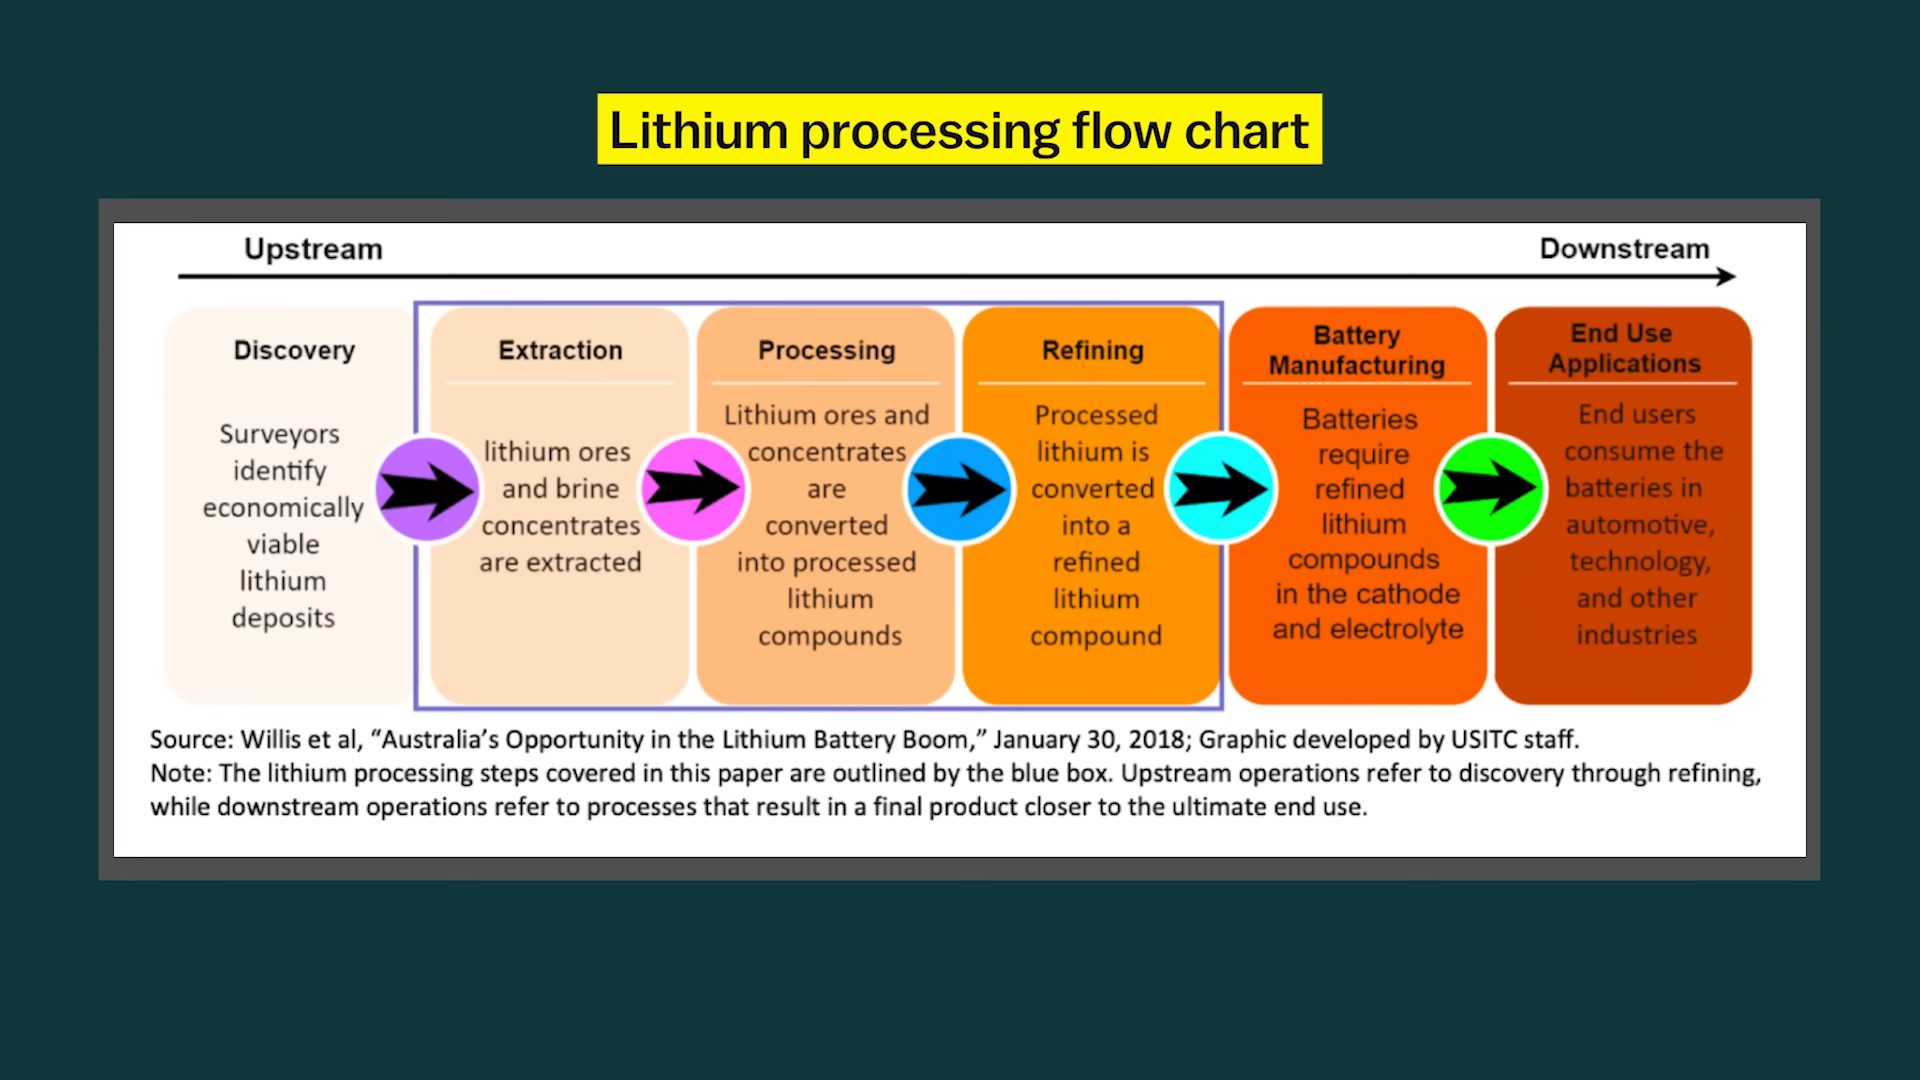 Lithium processing flow chart
Upstream
Downstream
Discovery
Surveyors
identify
economically
viable
lithium
deposits
Extraction
lithium ores
and brine
concentrates
are extracted
Processing
Lithium ores and
concentrates
are
converted
into processed
lithium
compounds
Refining
Processed
lithium is
converted
into a
refined
lithium
compound
Battery
Manufacturing
Batteries
require
refined
lithium
compounds
in the cathode
and electrolyte
End Use
Applications
End users
consume the
batteries in
automotive,
technology,
and other
industries
Source: Willis et al, “Australia’s Opportunity in the Lithium Battery Boom,” January 30, 2018; Graphic developed by USITC staff.
Note: The lithium processing steps covered in this paper are outlined by the blue box. Upstream operations refer to discovery through refining,
while downstream operations refer to processes that result in a final product closer to the ultimate end use.